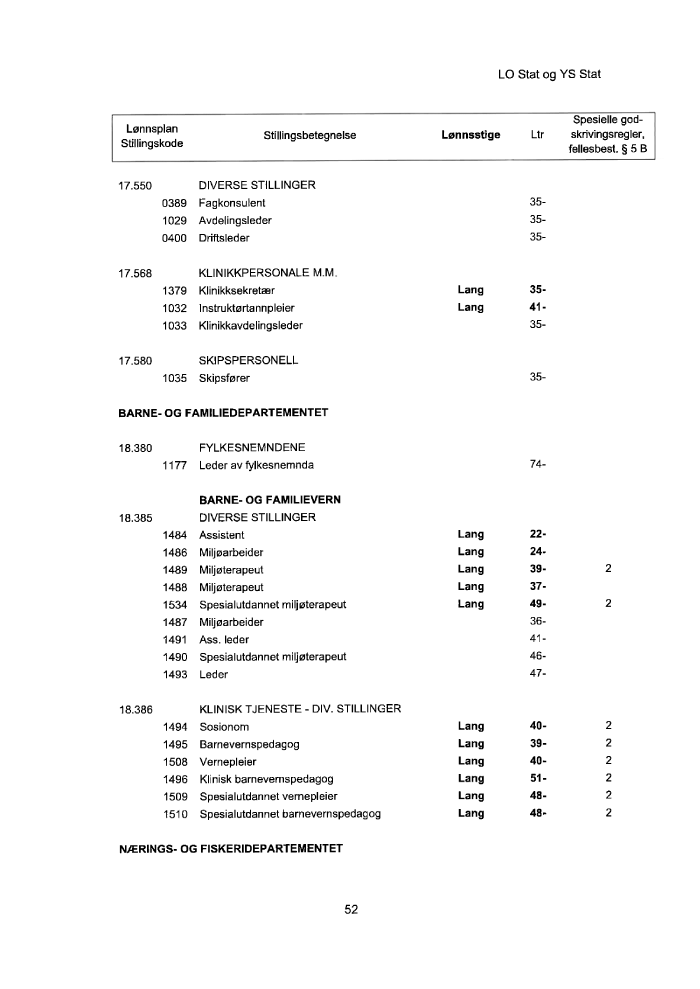 LO Stat og YS Stat
Lønnsplan Stillingskode Stillingsbetegnelse Lønnsstige Ltr Spesielle god-skrivingsregler, fellesbest. § 5 B
17.550 DIVERSE STILLINGER
0389 Fagkonsulent 35-
1029 Avdelingsleder 35-
0400 Driftsleder 35-
17.568 KLINIKKPERSONALE M.M.
1379 Klinikksekretær Lang 35-
1032 Instruktørtannpleier Lang 41-
1033 Klinikkavdelingsleder 35-
17.580 SKIPSPERSONELL
1035 Skipsfører 35-
BARNE- OG FAMILIEDEPARTEMENTET
18.380 FYLKESNEMNDENE
1177 Leder av fylkesnemnda 74-
BARNE- OG FAMILIEVERN
18.385 DIVERSE STILLINGER
1484 Assistent Lang 22-
1486 Miljøarbeider Lang 24-
1489 Miljøterapeut Lang 39- 2
1488 Miljøterapeut Lang 37-
1534 Spesialutdannet miljøterapeut Lang 49- 2
1487 Miljøarbeider 36-
1491 Ass. leder 41-
1490 Spesialutdannet miljøterapeut 46-
1493 Leder 47-
18.386 KLINISK TJENESTE - DIV. STILLINGER
1494 Sosionom Lang 40- 2
1495 Barnevernspedagog Lang 39- 2
1508 Vernepleier Lang 40- 2
1496 Klinisk barnevernspedagog Lang 51- 2
1509 Spesialutdannet vernepleier Lang 48- 2
1510 Spesialutdannet barnevernspedagog Lang 48- 2
NÆRINGS- OG FISKERIDEPARTEMENTET
52